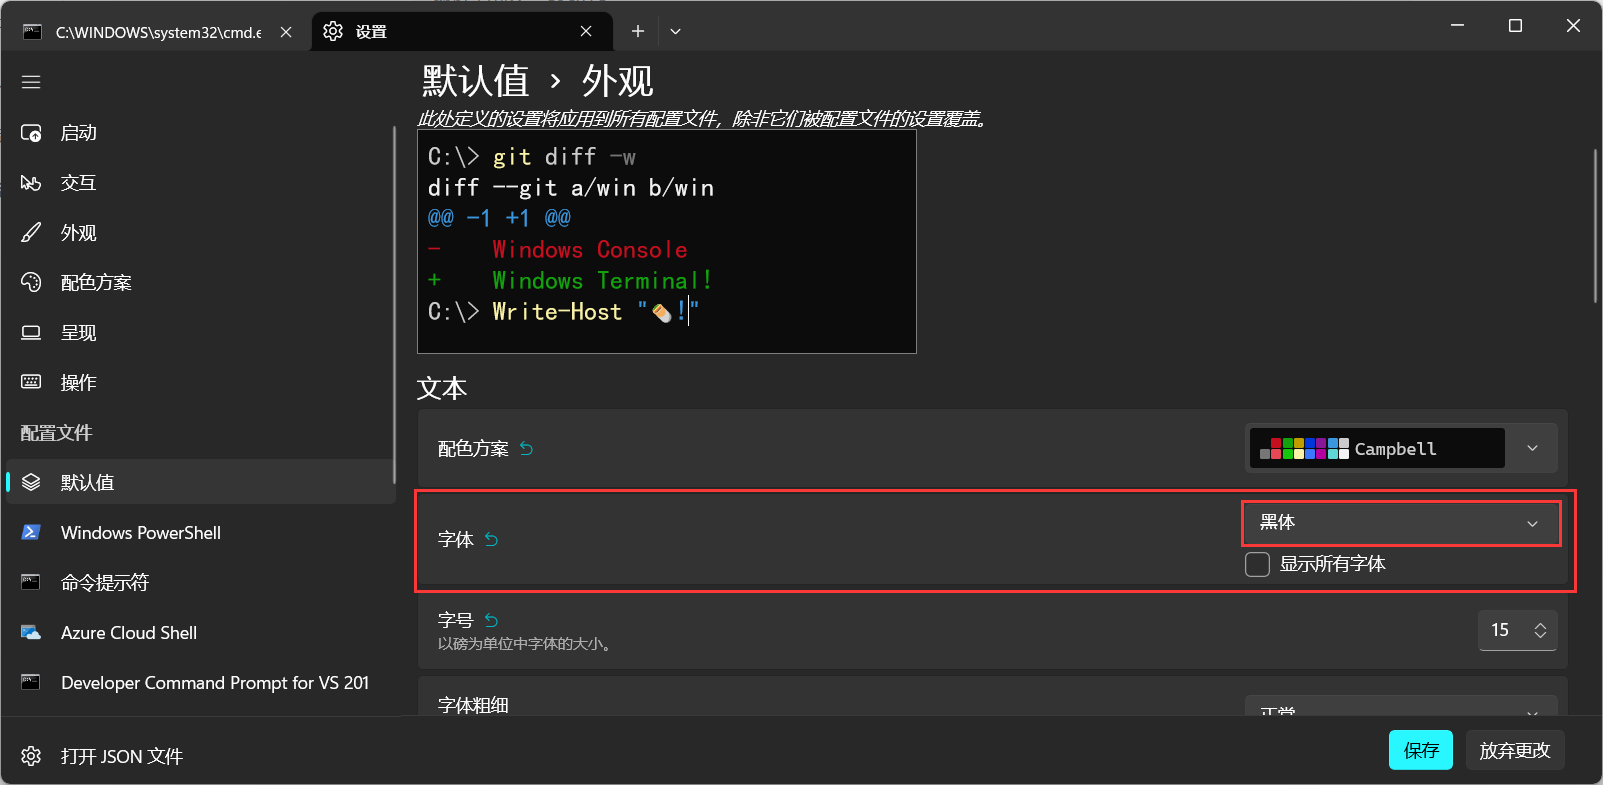 C:\WINDOWS\system32\cmd.e
设置
启动
交互
外观
配色方案
呈现
操作
配置文件
默认值
Windows PowerShell
命令提示符
Azure Cloud Shell
Developer Command Prompt for VS 201
打开 JSON 文件
默认值 › 外观
此处定义的设置将应用到所有配置文件，除非它们被配置文件的设置覆盖。
C:\> git diff -w
diff --git a/win b/win
@@ -1 +1 @@
-    Windows Console
+    Windows Terminal!
C:\> Write-Host "🌯!"
文本
配色方案
Campbell
字体
黑体
显示所有字体
字号
以磅为单位中字体的大小。
15
字体粗细
正常
保存
放弃更改